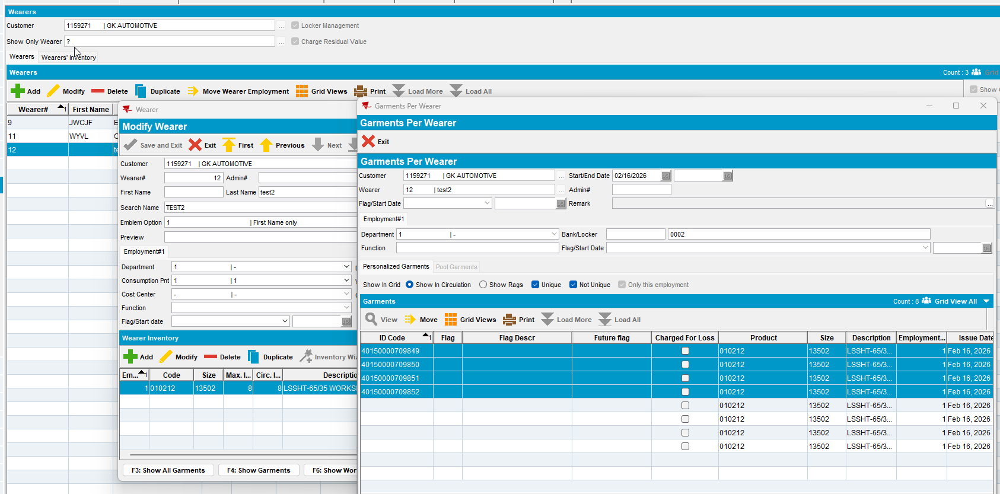 Wearers
Customer 1159271 | GK AUTOMOTIVE ... Locker Management
Show Only Wearer ? ... Charge Residual Value
Wearers Wearers' Inventory
Wearers Count : 3 Grid
Add Modify Delete Duplicate Move Wearer Employment Grid Views Print Load More Load All Show
Wearer# 1 First Name
9 JWCJF E
11 WYVL
12 te
Wearer
Modify Wearer
Save and Exit Exit First Previous Next
Customer 1159271 | GK AUTOMOTIVE
Wearer# 12 Admin#
First Name Last Name test2
Search Name TEST2
Emblem Option 1 | First Name only
Preview
Employment#1
Department 1 | -
Consumption Pnt 1 | 1
Cost Center - | -
Function
Flag/Start date 16
Wearer Inventory
Add Modify Delete Duplicate Inventory Wiz
Em... 1 Code Size Max. I... Circ. I... Descriptio
1 010212 13502 8 8 LSSHT-65/35 WORKS
F3: Show All Garments F4: Show Garments F6: Show Wor
Garments Per Wearer
Garments Per Wearer
Exit
Garments Per Wearer
Customer 1159271 | GK AUTOMOTIVE ... Start/End Date 02/16/2026 16 16
Wearer 12 | test2 ... Admin#
Flag/Start Date 16 Remark ...
Employment#1
Department 1 | - Bank/Locker 0002
Function Flag/Start Date 16
Personalized Garments Pool Garments
Show In Grid Show In Circulation Show Rags Unique Not Unique Only this employment
Garments Count : 8 Grid View All
View Move Grid Views Print Load More Load All
ID Code 1 Flag Flag Descr Future flag Charged For Loss Product Size Description Employment... Issue Date
40150000709849 010212 13502 LSSHT-65/3... 1 Feb 16, 2026
40150000709850 010212 13502 LSSHT-65/3... 1 Feb 16, 2026
40150000709851 010212 13502 LSSHT-65/3... 1 Feb 16, 2026
40150000709852 010212 13502 LSSHT-65/3... 1 Feb 16, 2026
010212 13502 LSSHT-65/3... 1 Feb 16, 2026
010212 13502 LSSHT-65/3... 1 Feb 16, 2026
010212 13502 LSSHT-65/3... 1 Feb 16, 2026
010212 13502 LSSHT-65/3... 1 Feb 16, 2026